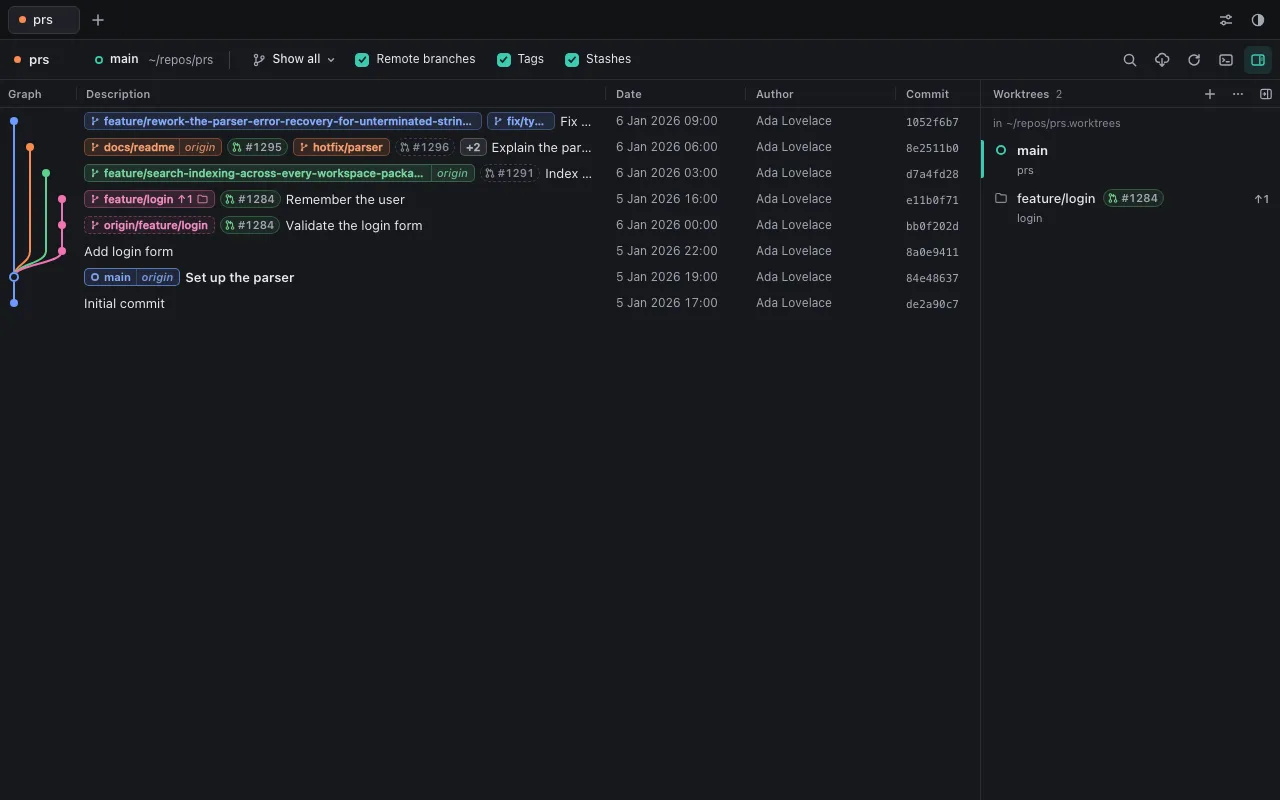 prs
prs main ~/repos/prs Show all Remote branches Tags Stashes
Graph Description Date Author Commit Worktrees 2
in ~/repos/prs.worktrees
feature/rework-the-parser-error-recovery-for-unterminated-strin... fix/ty... Fix ... 6 Jan 2026 09:00 Ada Lovelace 1052f6b7
docs/readme origin #1295 hotfix/parser #1296 +2 Explain the par... 6 Jan 2026 06:00 Ada Lovelace 8e2511b0
feature/search-indexing-across-every-workspace-packa... origin #1291 Index ... 6 Jan 2026 03:00 Ada Lovelace d7a4fd28
feature/login ↑1 #1284 Remember the user 5 Jan 2026 16:00 Ada Lovelace e11b0f71
origin/feature/login #1284 Validate the login form 6 Jan 2026 00:00 Ada Lovelace bb0f202d
Add login form 5 Jan 2026 22:00 Ada Lovelace 8a0e9411
main origin Set up the parser 5 Jan 2026 19:00 Ada Lovelace 84e48637
Initial commit 5 Jan 2026 17:00 Ada Lovelace de2a90c7
main
prs
feature/login #1284 ↑1
login